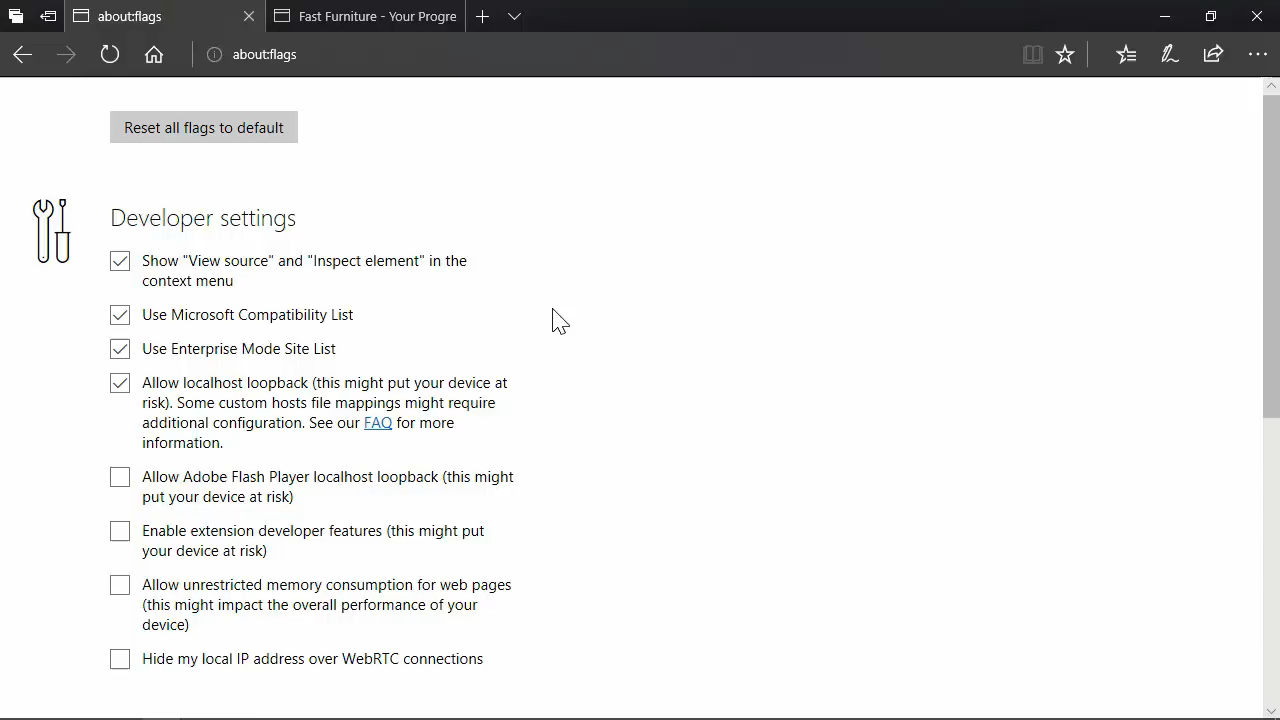 about:flags
Fast Furniture - Your Progre
about:flags
Reset all flags to default
Developer settings
Show "View source" and "Inspect element" in the
context menu
Use Microsoft Compatibility List
Use Enterprise Mode Site List
Allow localhost loopback (this might put your device at
risk). Some custom hosts file mappings might require
additional configuration. See our FAQ for more
information.
Allow Adobe Flash Player localhost loopback (this might
put your device at risk)
Enable extension developer features (this might put
your device at risk)
Allow unrestricted memory consumption for web pages
(this might impact the overall performance of your
device)
Hide my local IP address over WebRTC connections